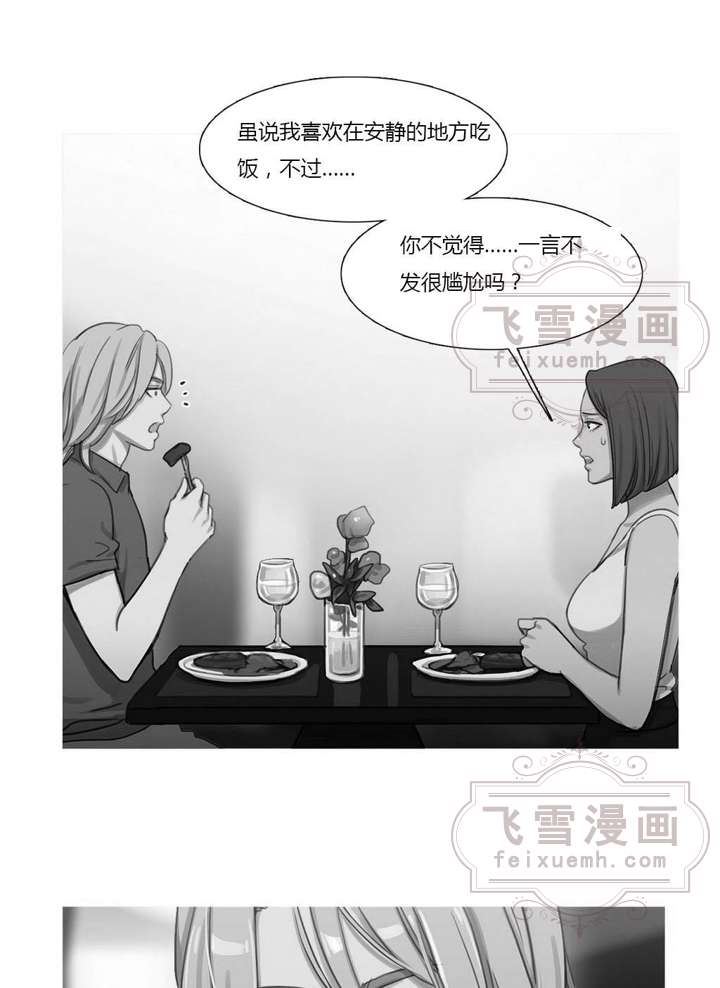 虽说我喜欢在安静的地方吃
饭，不过……
你不觉得……一言不
发很尴尬吗？
飞雪漫画
feixuemh.com
飞雪漫画
feixuemh.com